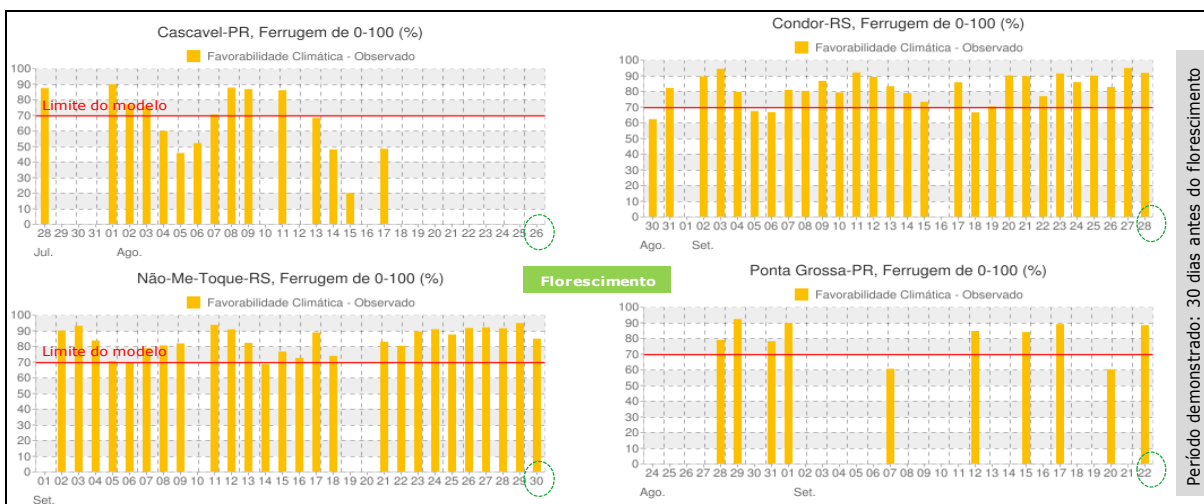 Cascavel-PR, Ferrugem de 0-100 (%)
Favorabilidade Climática - Observado
100
90
80
70
60
50
40
30
20
10
0
Limite do modelo
28 29 30 31 01 02 03 04 05 06 07 08 09 10 11 12 13 14 15 16 17 18 19 20 21 22 23 24 25 26
Jul. Ago.
Condor-RS, Ferrugem de 0-100 (%)
Favorabilidade Climática - Observado
100
90
80
70
60
50
40
30
20
10
0
30 31 01 02 03 04 05 06 07 08 09 10 11 12 13 14 15 16 17 18 19 20 21 22 23 24 25 26 27 28
Ago. Set.
Não-Me-Toque-RS, Ferrugem de 0-100 (%)
Favorabilidade Climática - Observado
100
90
80
70
60
50
40
30
20
10
0
Limite do modelo
01 02 03 04 05 06 07 08 09 10 11 12 13 14 15 16 17 18 19 20 21 22 23 24 25 26 27 28 29 30
Set.
Florescimento
Ponta Grossa-PR, Ferrugem de 0-100 (%)
Favorabilidade Climática - Observado
100
90
80
70
60
50
40
30
20
10
0
24 25 26 27 28 29 30 31 01 02 03 04 05 06 07 08 09 10 11 12 13 14 15 16 17 18 19 20 21 22
Ago. Set.
Período demonstrado: 30 dias antes do florescimento